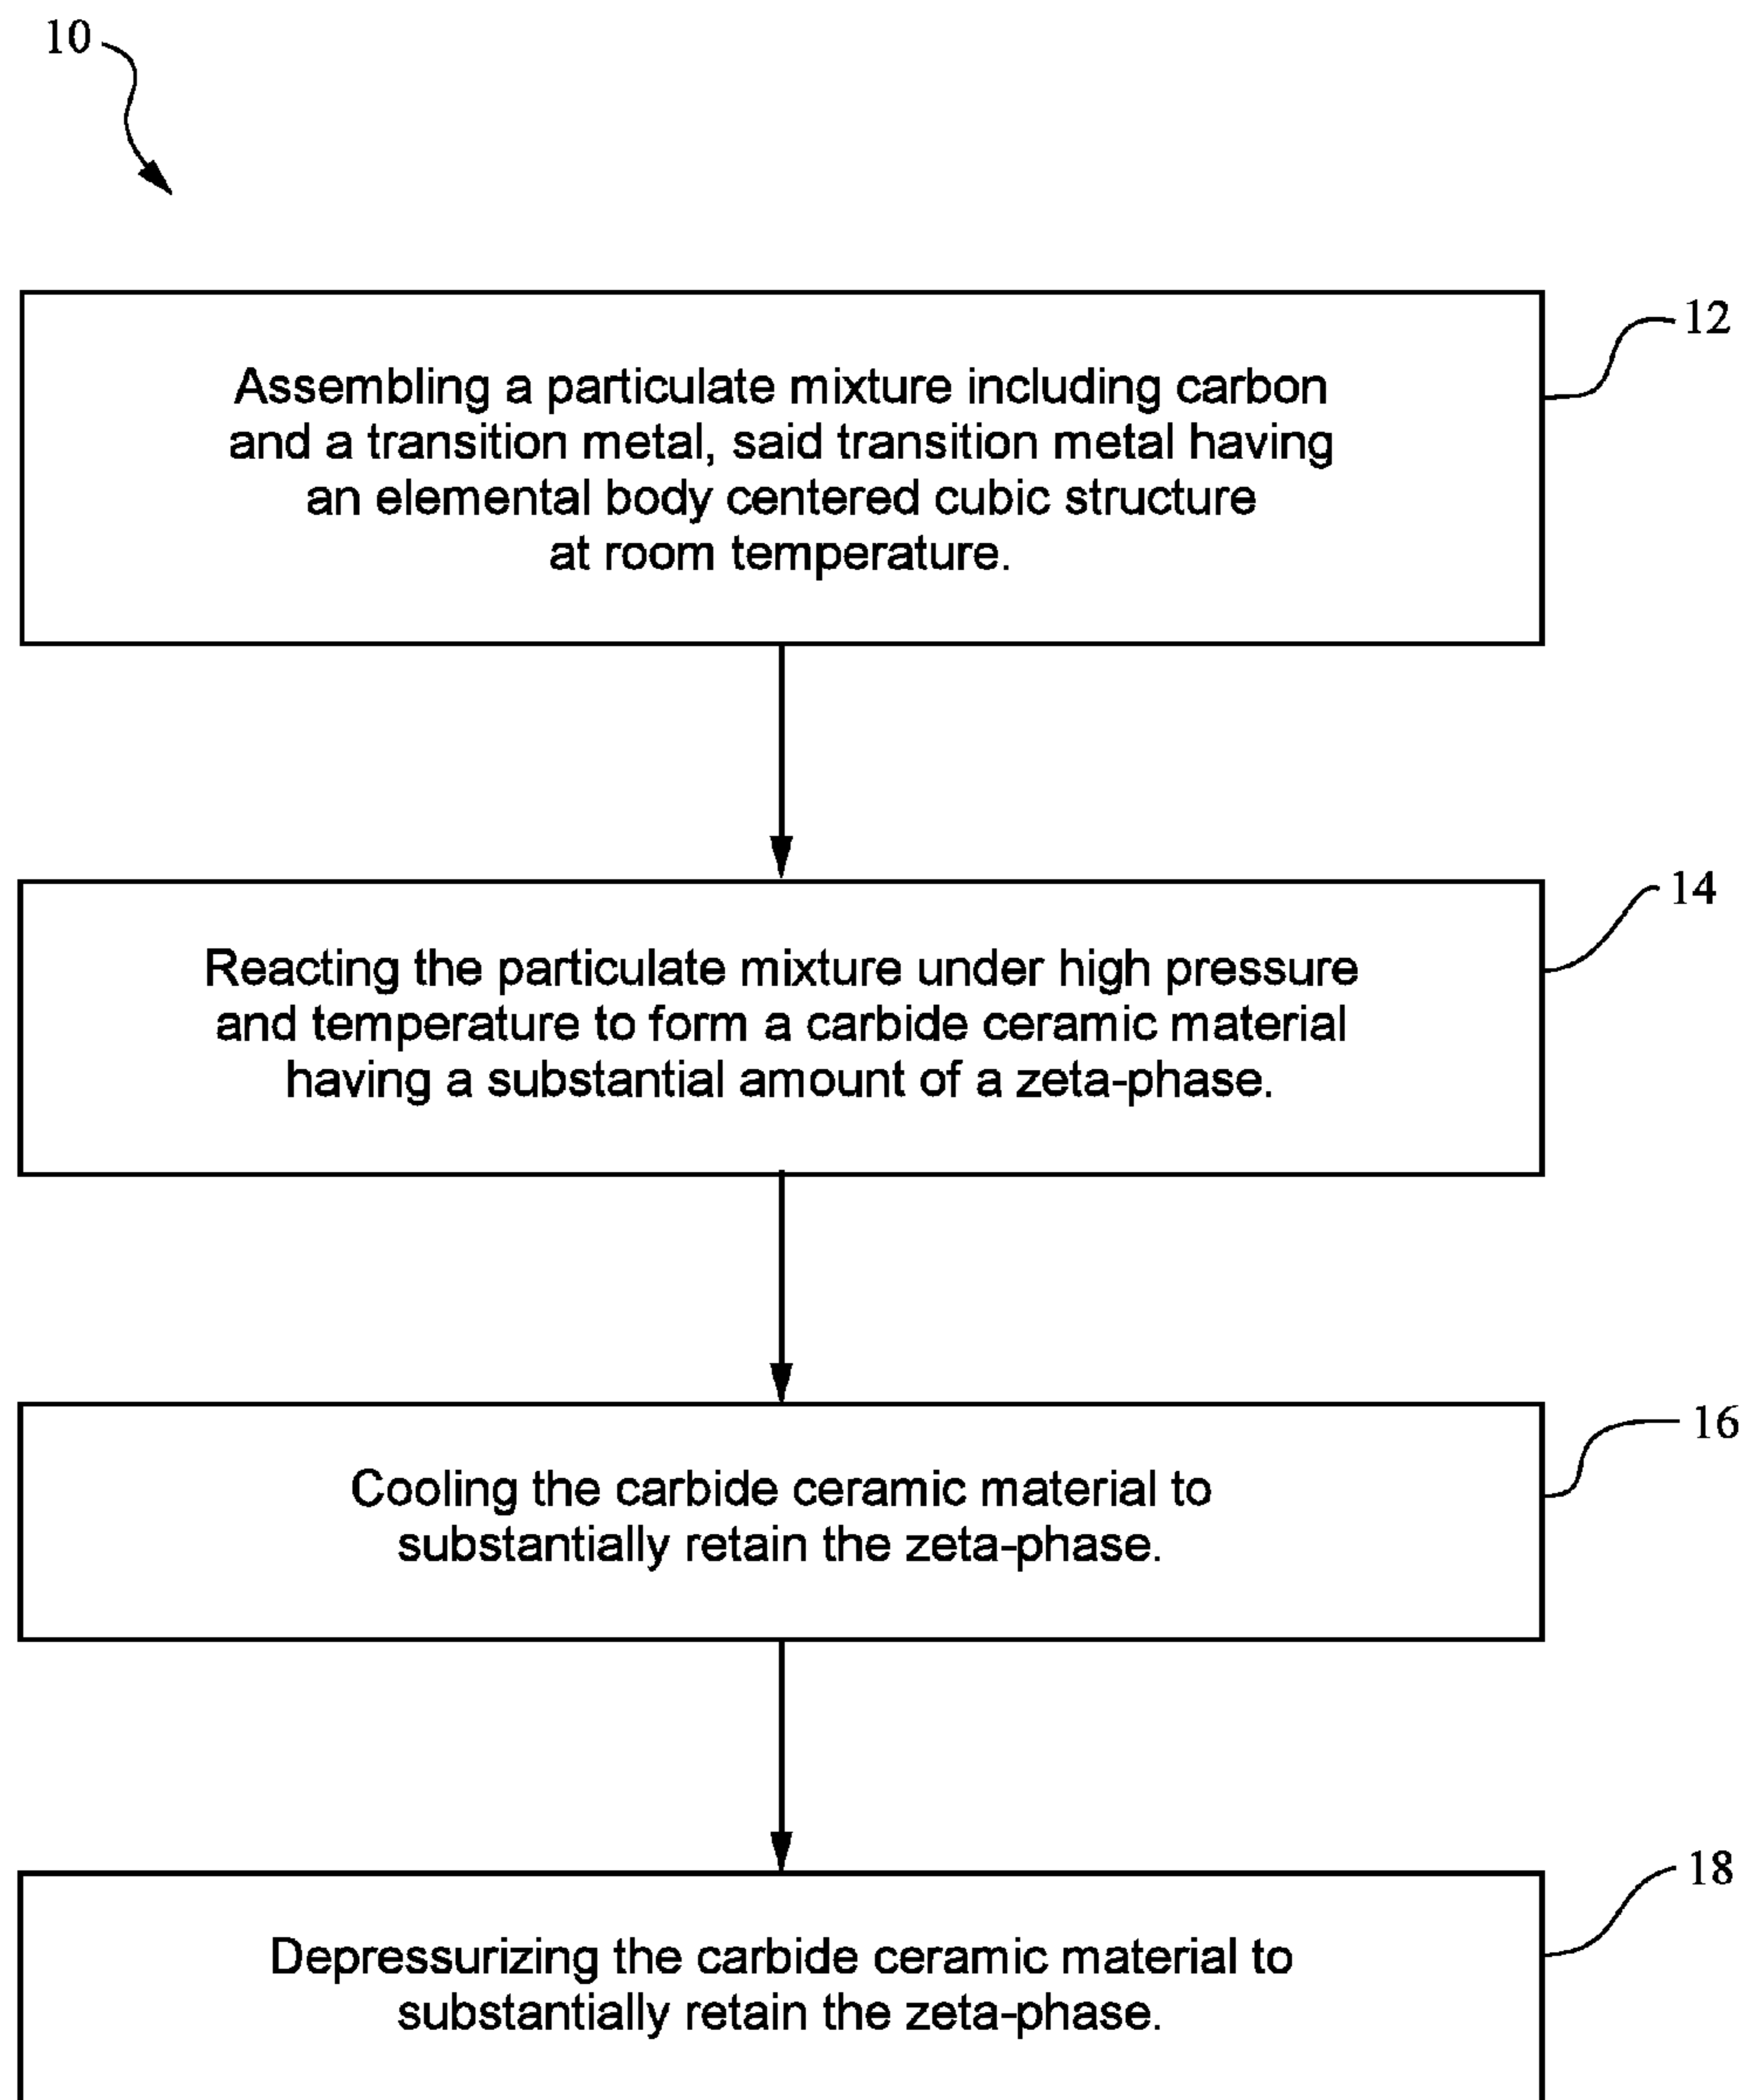 10
12
Assembling a particulate mixture including carbon
and a transition metal, said transition metal having
an elemental body centered cubic structure
at room temperature.
14
Reacting the particulate mixture under high pressure
and temperature to form a carbide ceramic material
having a substantial amount of a zeta-phase.
16
Cooling the carbide ceramic material to
substantially retain the zeta-phase.
18
Depressurizing the carbide ceramic material to
substantially retain the zeta-phase.